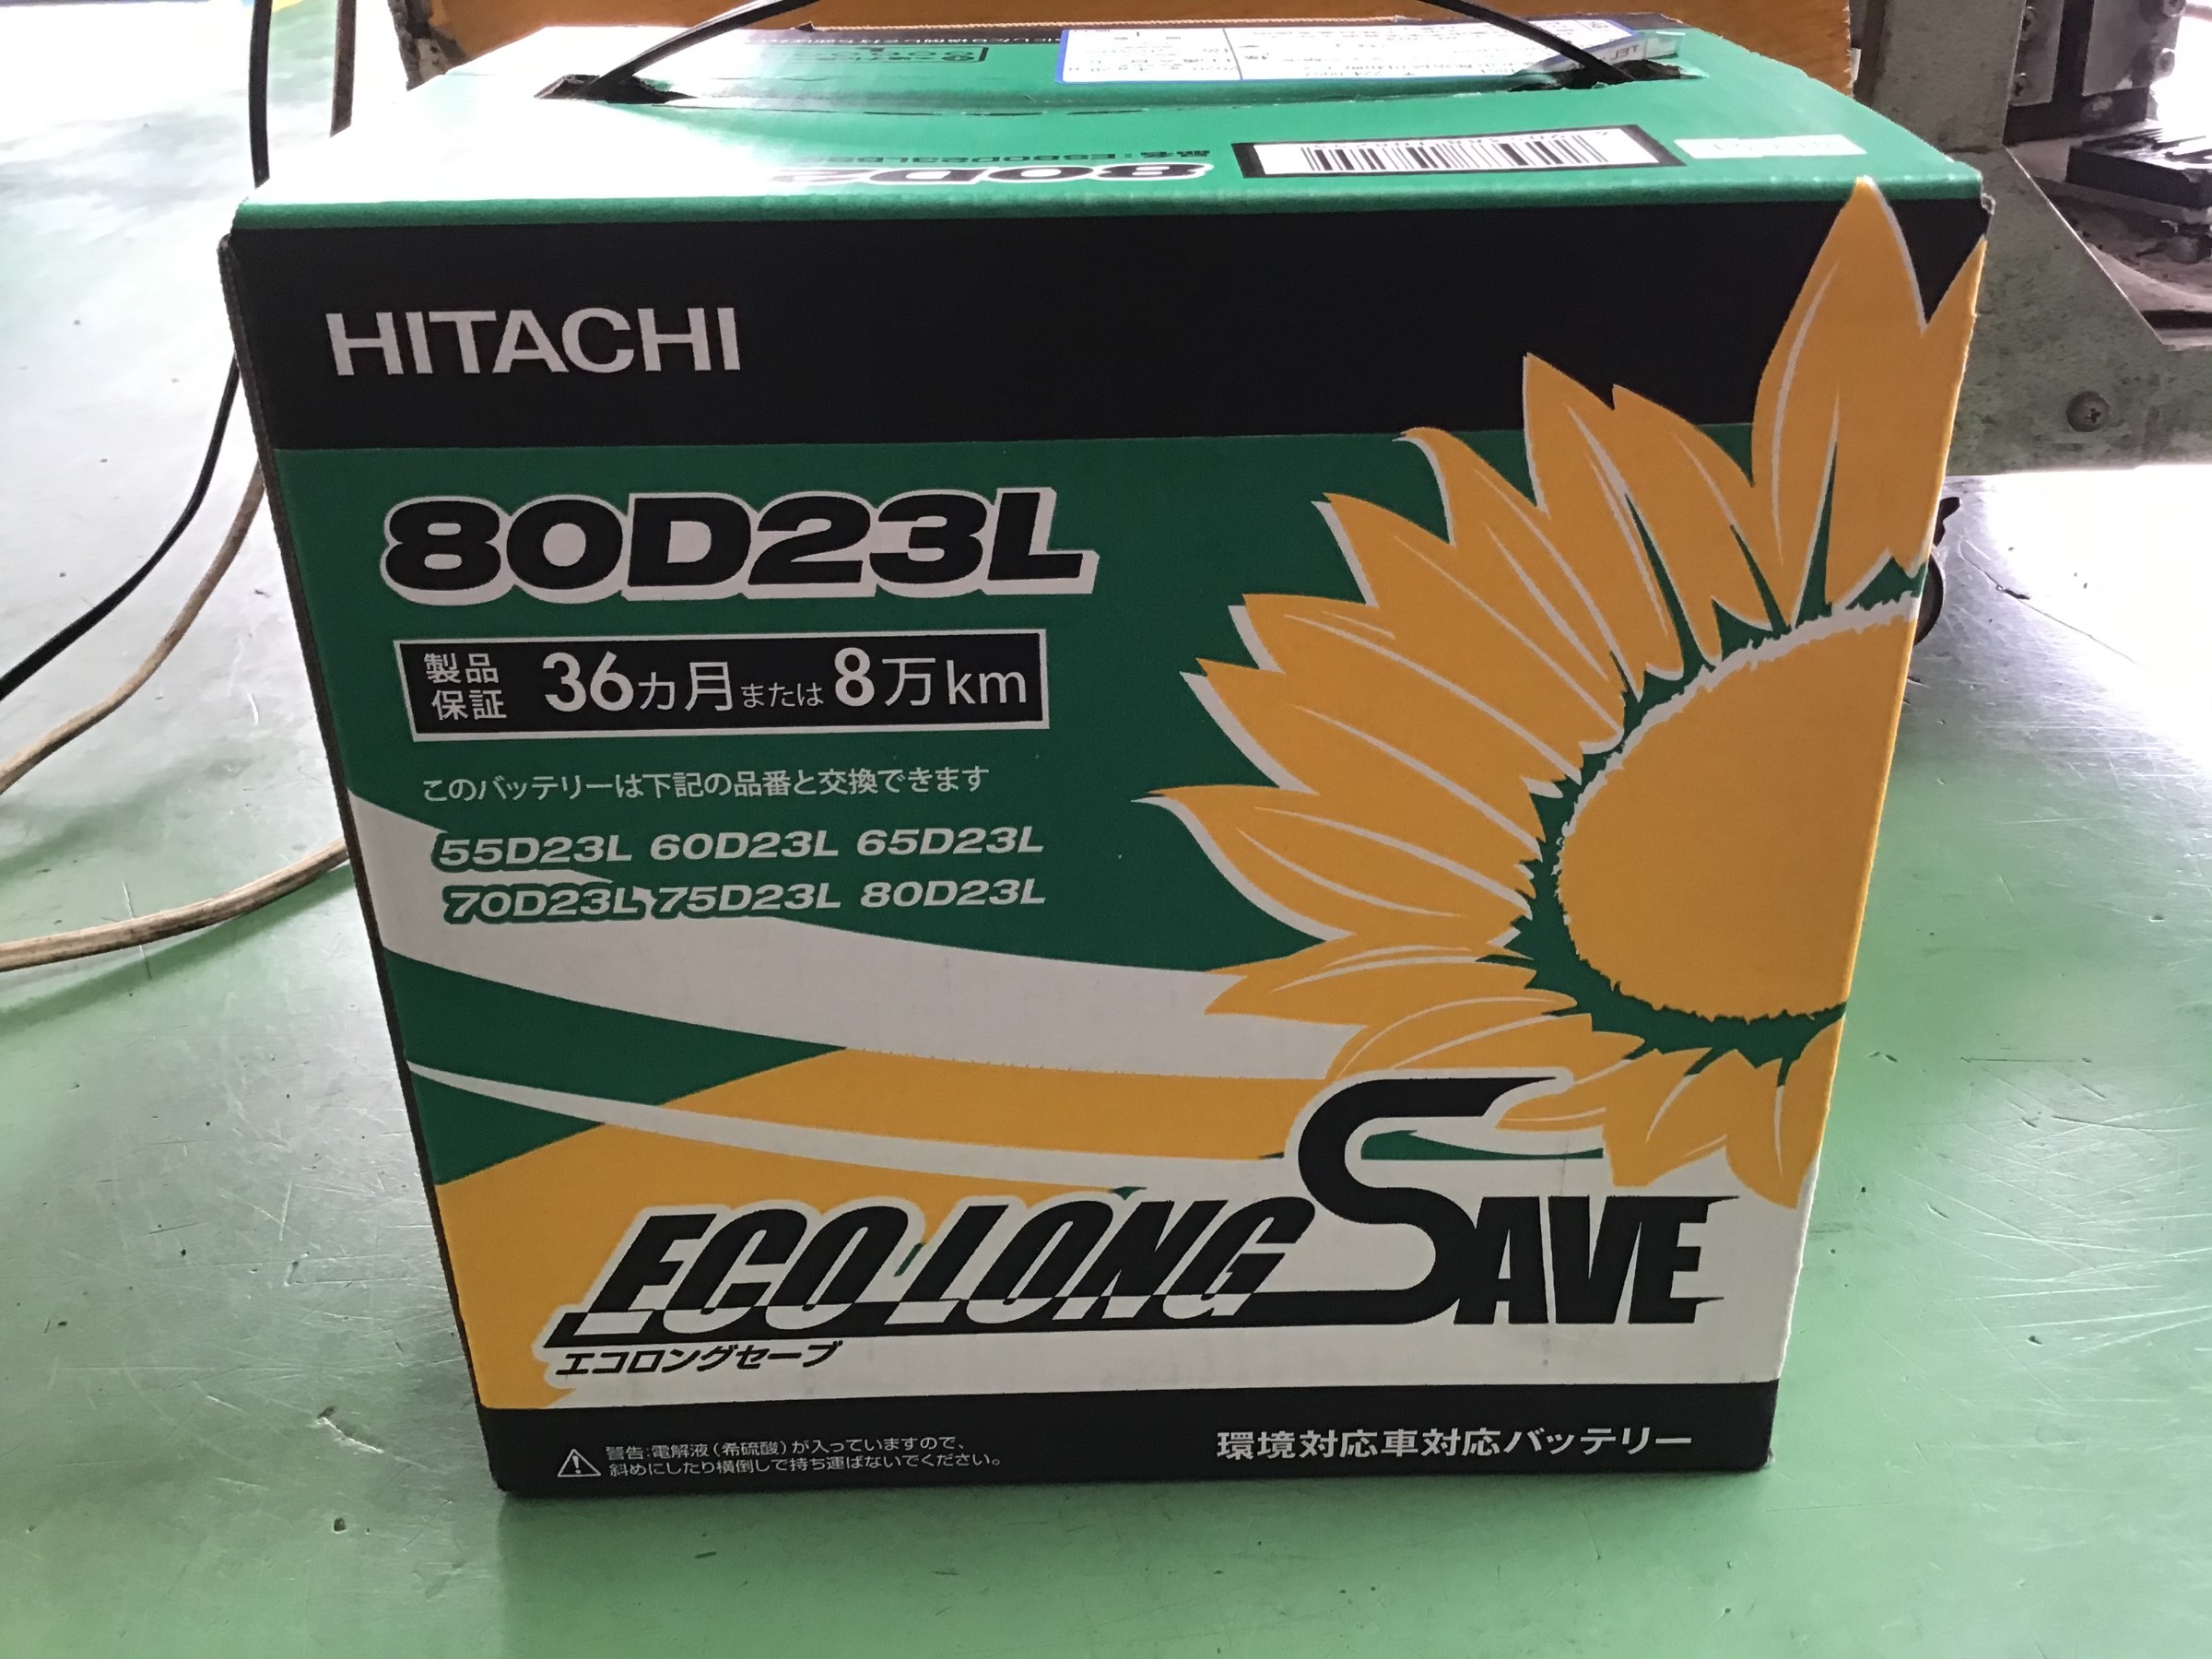 HITACHI
80D23L
製品保証 36カ月または8万km
このバッテリーは下記の品番と交換できます
55D23L 60D23L 65D23L
70D23L 75D23L 80D23L
ECO LONG SAVE
エコロングセーブ
警告:電解液(希硫酸)が入っていますので、
斜めにしたり横倒しで持ち運ばないでください。
環境対応車対応バッテリー